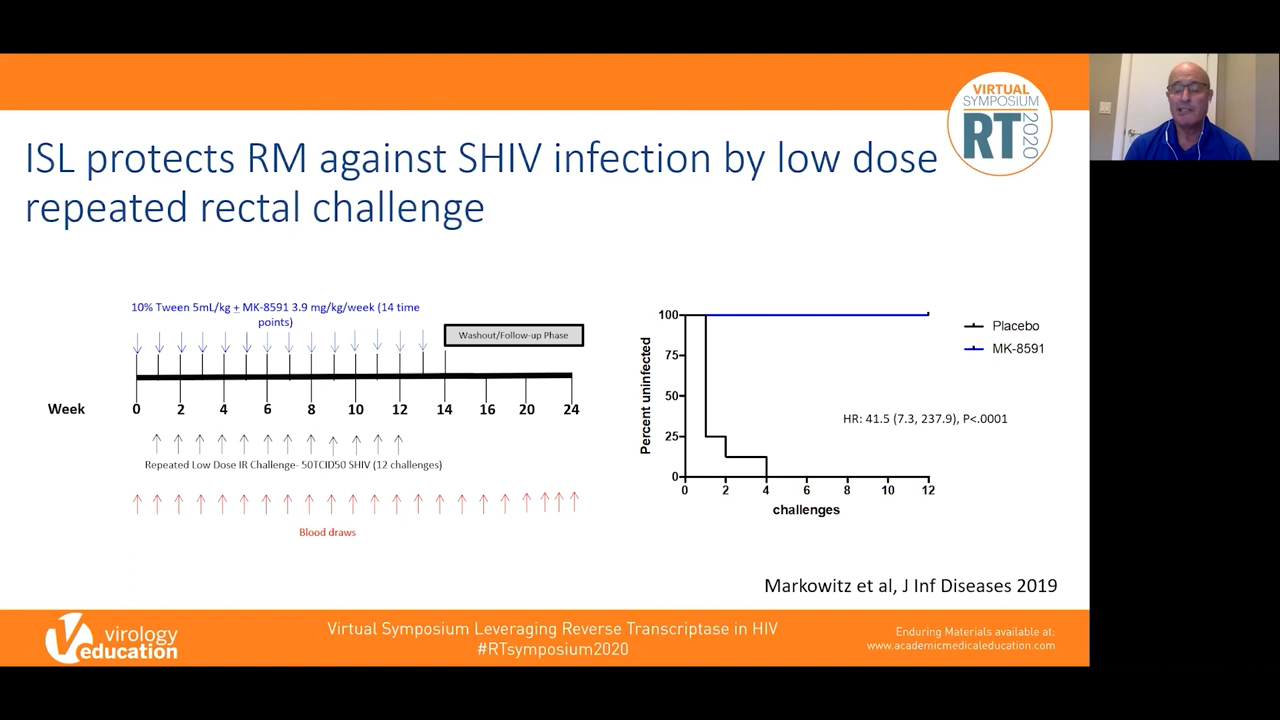 VIRTUAL
SYMPOSIUM
RT
2020
ISL protects RM against SHIV infection by low dose
repeated rectal challenge
10% Tween 5mL/kg + MK-8591 3.9 mg/kg/week (14 time
points)
Washout/Follow-up Phase
Week
0 2 4 6 8 10 12 14 16 20 24
Repeated Low Dose IR Challenge- 50TCID50 SHIV (12 challenges)
Blood draws
Percent uninfected
100
75
50
25
0
0 2 4 6 8 10 12
challenges
Placebo
MK-8591
HR: 41.5 (7.3, 237.9), P<.0001
Markowitz et al, J Inf Diseases 2019
virology
education
Virtual Symposium Leveraging Reverse Transcriptase in HIV
#RTsymposium2020
Enduring Materials available at:
www.academicmedicaleducation.com